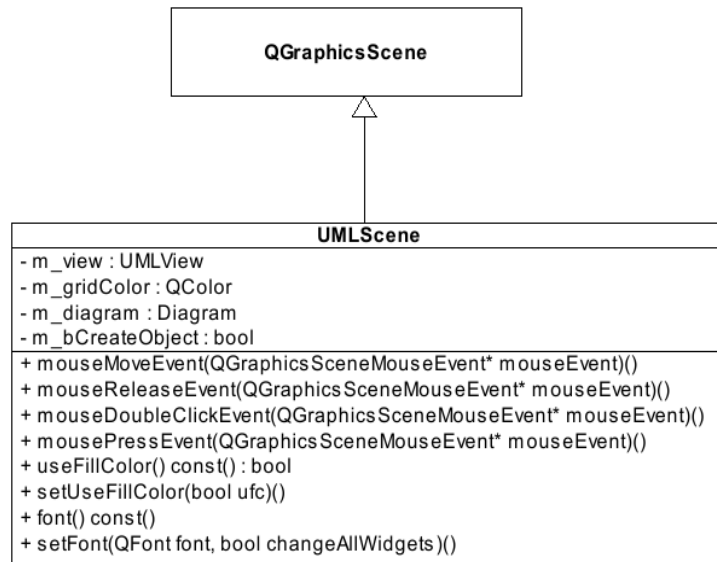 QGraphicsScene
UMLScene
- m_view : UMLView
- m_gridColor : QColor
- m_diagram : Diagram
- m_bCreateObject : bool
+ mouseMoveEvent(QGraphicsSceneMouseEvent* mouseEvent)()
+ mouseReleaseEvent(QGraphicsSceneMouseEvent* mouseEvent)()
+ mouseDoubleClickEvent(QGraphicsSceneMouseEvent* mouseEvent)()
+ mousePressEvent(QGraphicsSceneMouseEvent* mouseEvent)()
+ useFillColor() const() : bool
+ setUseFillColor(bool ufc)()
+ font() const()
+ setFont(QFont font, bool changeAllWidgets)()